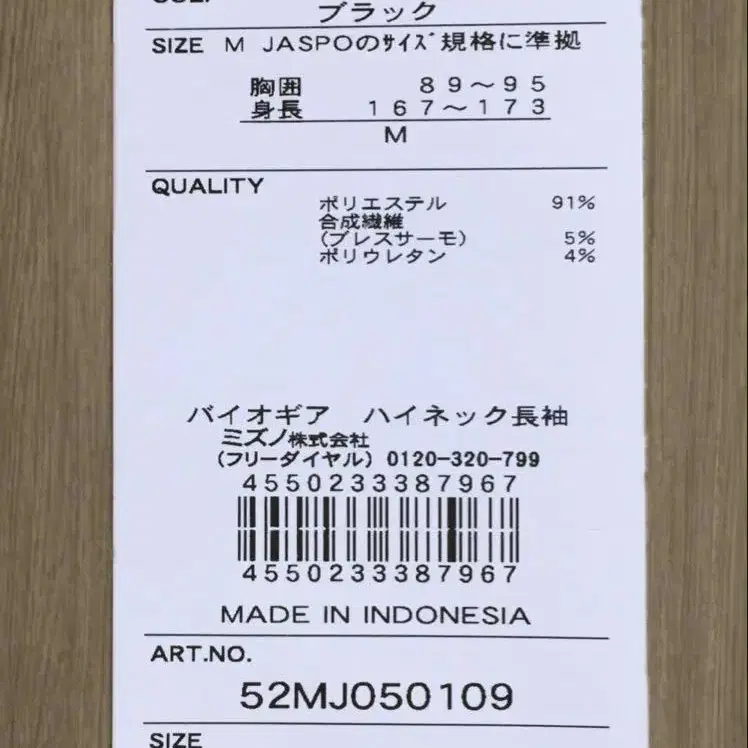 ブラック
SIZE M JASPOのｻｲｽﾞ規格に準拠
胸囲 89〜95
身長 167〜173
M
QUALITY
ポリエステル 91%
合成繊維
(ブレスサーモ) 5%
ポリウレタン 4%
バイオギア ハイネック長袖
ミズノ株式会社
(フリーダイヤル) 0120-320-799
4550233387967
4550233387967
MADE IN INDONESIA
ART.NO.
52MJ050109
SIZE